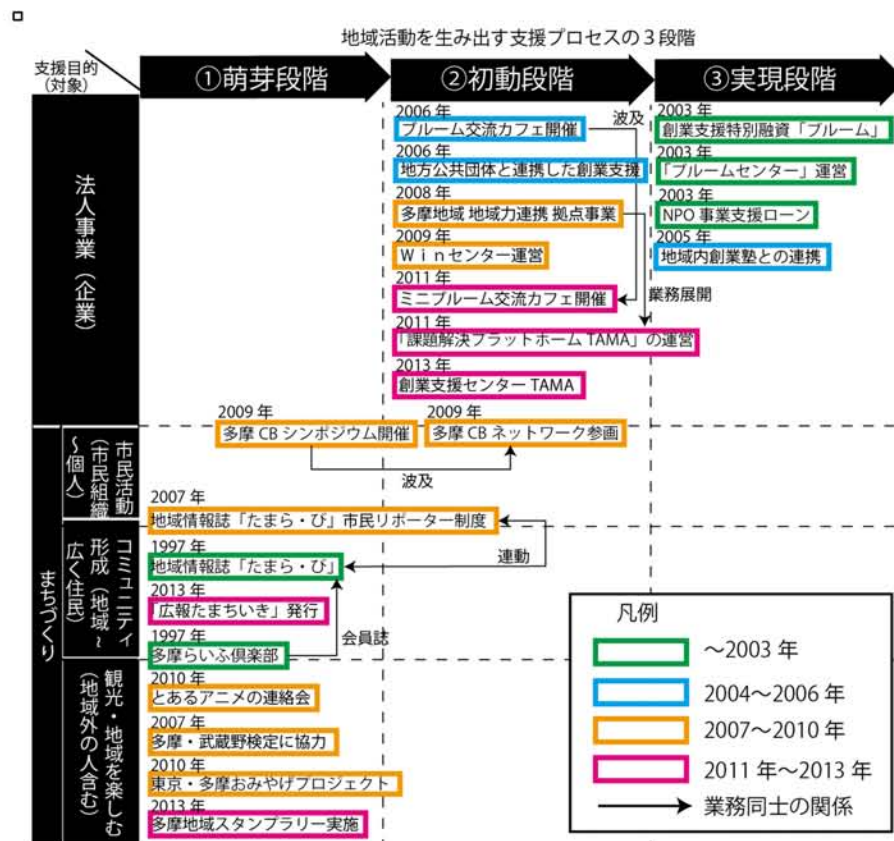 地域活動を生み出す支援プロセスの３段階
支援目的
(対象)
①萌芽段階
②初動段階
③実現段階
法人事業（企業）
2006 年
ブルーム交流カフェ開催
波及
2006 年
地方公共団体と連携した創業支援
2008 年
多摩地域 地域力連携 拠点事業
2009 年
Ｗｉｎセンター運営
2011 年
ミニブルーム交流カフェ開催
業務展開
2011 年
「課題解決フラットホーム TAMA」の運営
2013 年
創業支援センター TAMA
2003 年
創業支援特別融資「ブルーム」
2003 年
「ブルームセンター」運営
2003 年
NPO 事業支援ローン
2005 年
地域内創業塾との連携
まちづくり
市民活動
（市民組織
～個人）
2009 年
多摩 CB シンポジウム開催
2009 年
多摩 CB ネットワーク参画
波及
2007 年
地域情報誌「たまら・び」市民リポーター制度
コミュニティ
形成（地域～
広く住民）
1997 年
地域情報誌「たまら・び」
連動
2013 年
「広報たまちいき」発行
会員誌
1997 年
多摩らいふ倶楽部
観光・地域を楽しむ
（地域外の人含む）
2010 年
とあるアニメの連絡会
2007 年
多摩・武蔵野検定に協力
2010 年
東京・多摩おみやげプロジェクト
2013 年
多摩地域スタンプラリー実施
凡例
～2003 年
2004～2006 年
2007～2010 年
2011 年～2013 年
業務同士の関係